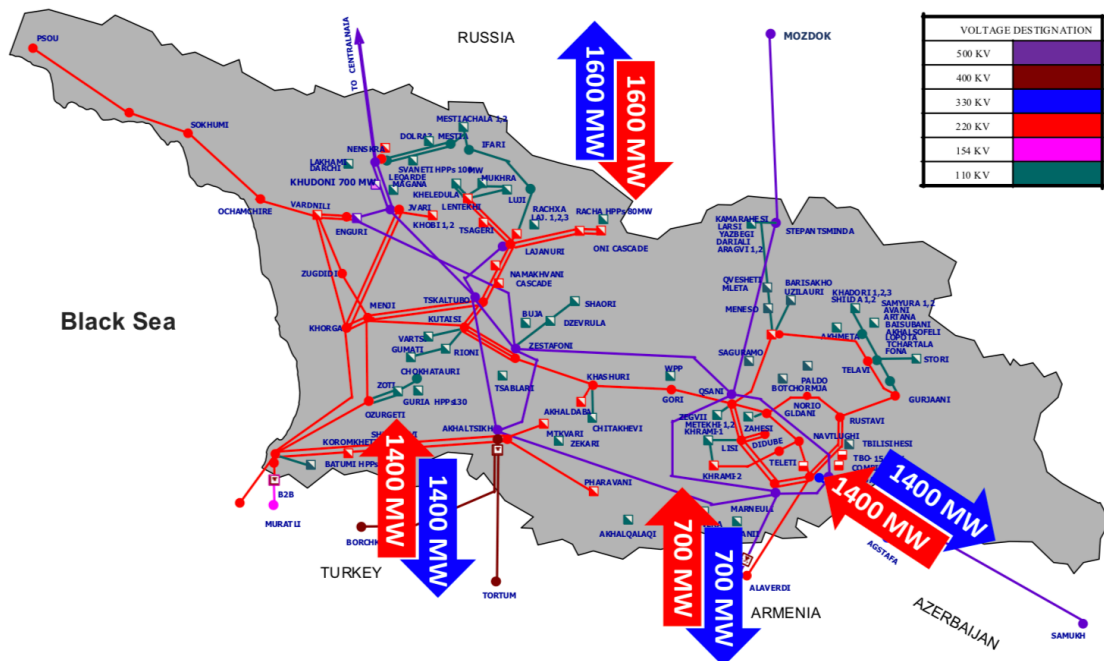 PSOU
RUSSIA
MOZDOK
TO CENTRALNAIA
VOLTAGE DESTIGNATION
500 KV
400 KV
330 KV
220 KV
154 KV
110 KV
1600 MW
1600 MW
SOKHUMI
MESTIACHALA 1,2
DOLRA3
MESTIA
NENSKRA
IFARI
LAKHAMI
DARCHI
SVANETI HPPs 100MW
LEQARDE
KHUDONI 700 MW
MAGANA
MUKHRA
KHELEDULA
LENTEKHI
LUJI
OCHAMCHIRE
VARDNILI
JVARI
KHOBI 1,2
ENGURI
TSAGERI
RACHXA
LAJ. 1,2,3
RACHA HPPs 80MW
LAJANURI
ONI CASCADE
KAMARAHESI
LARSI
YAZBEGI
DARIALI
ARAGVI 1,2
STEPANTSMINDA
ZUGDIDI
NAMAKHVANI
CASCADE
QVESHETI
MLETA
BARISAKHO
UZILAURI
MENESO
KHADORI 1,2,3
SHILDA 1,2
SAMYURA 1,2
AVANI
ARTANA
BAISUBANI
AKHALSOFELI
LOPOTA
TCHARTALA
FONA
STORI
AKHMETA
TELAVI
Black Sea
MENJI
TSKALTUBO
SHAORI
KHORGA
KUTAISI
BUJA
DZEVRULA
VARTSI
GUMATI
RIONI
ZESTAFONI
SAGURAMO
CHOKHATAURI
ZOTI
TSABLARI
KHASHURI
WPP
GORI
QSANI
PALDO
BOTCHORMJA
GURJAANI
GURIA HPPs130
OZURGETI
AKHALDABA
CHITAKHEVI
ZEGVII
METEKHI 1,2
KHRAMI-1
NORIO
GLDANI
ZAHESI
RUSTAVI
AKHALTSIKHE
MTKVARI
ZEKARI
LISI
DIDUBE
NAVTLUGHI
TBILISIHESI
KOROMKHETI
BATUMI HPPs
KHRAMI-2
TELETI
B2B
MURATLI
PHARAVANI
MARNEULI
1400 MW
1400 MW
1400 MW
1400 MW
AKHALQALAQI
700 MW
700 MW
TURKEY
TORTUM
ALAVERDI
AGSTAFA
ARMENIA
AZERBAIJAN
SAMUKH